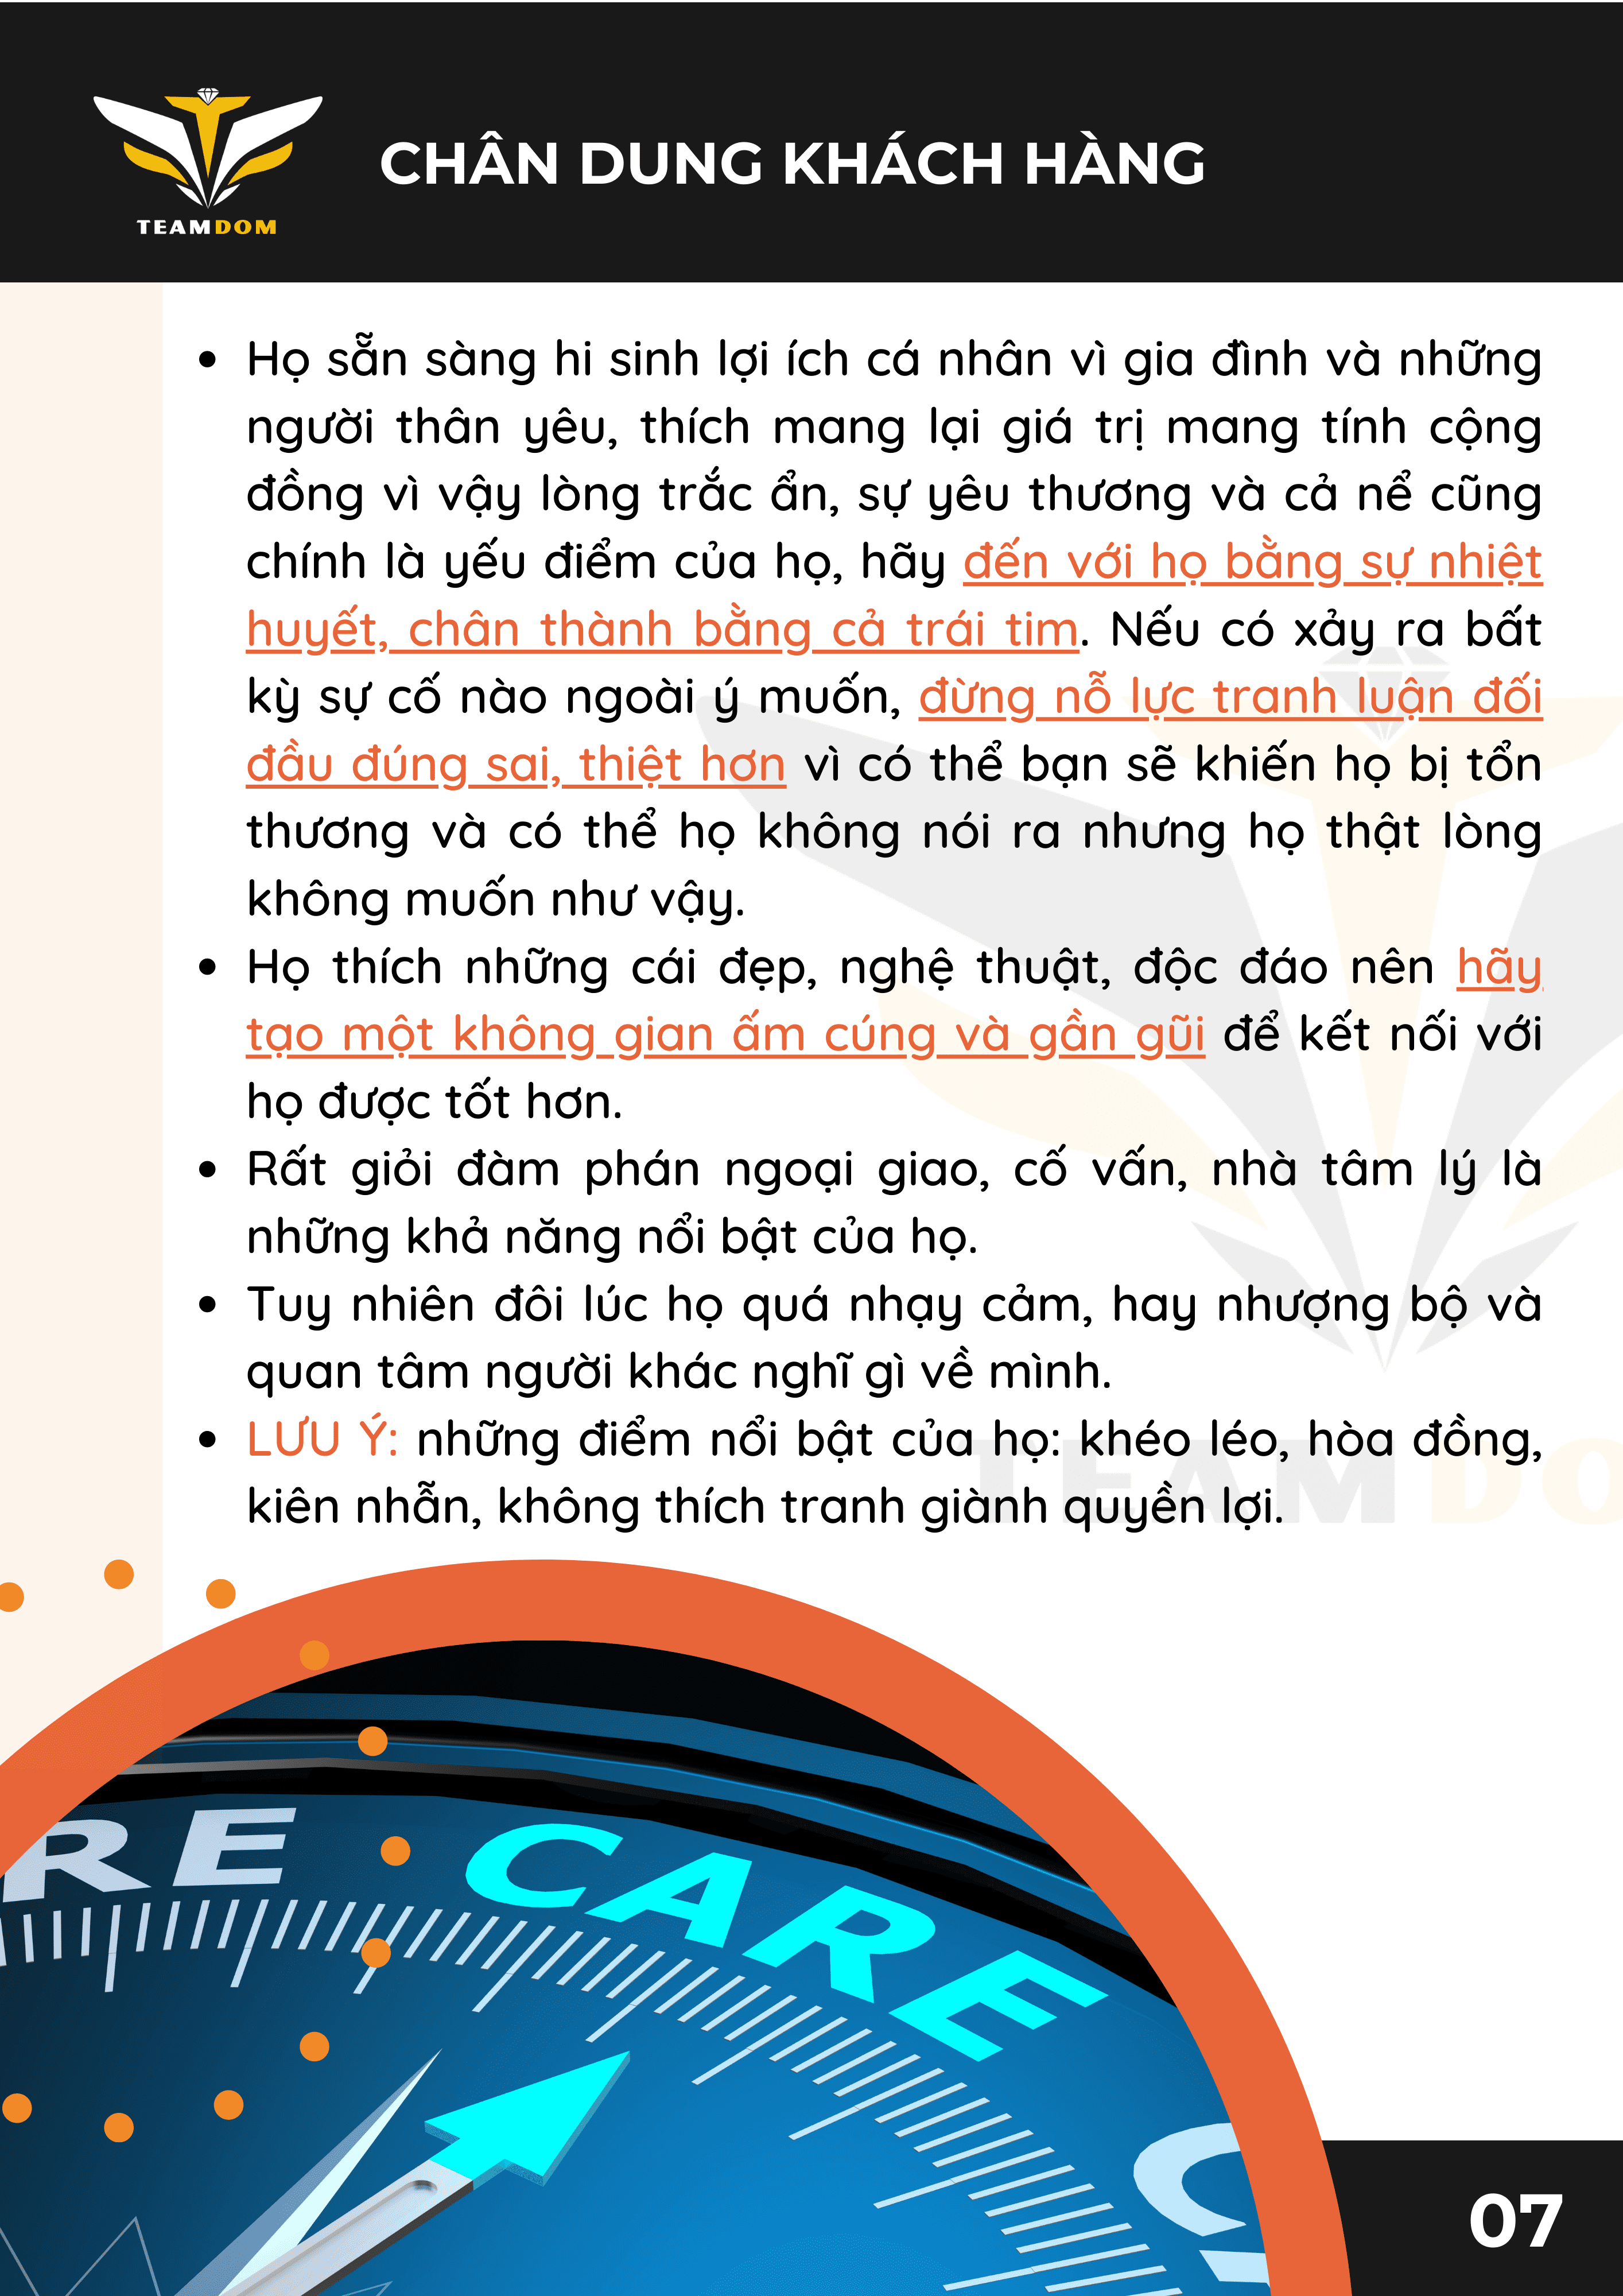 TEAMDOM
CHÂN DUNG KHÁCH HÀNG
Họ sẵn sàng hi sinh lợi ích cá nhân vì gia đình và những
người thân yêu, thích mang lại giá trị mang tính cộng
đồng vì vậy lòng trắc ẩn, sự yêu thương và cả nể cũng
chính là yếu điểm của họ, hãy đến với họ bằng sự nhiệt
huyết, chân thành bằng cả trái tim. Nếu có xảy ra bất
kỳ sự cố nào ngoài ý muốn, đừng nỗ lực tranh luận đối
đầu đúng sai, thiệt hơn vì có thể bạn sẽ khiến họ bị tổn
thương và có thể họ không nói ra nhưng họ thật lòng
không muốn như vậy.
Họ thích những cái đẹp, nghệ thuật, độc đáo nên hãy
tạo một không gian ấm cúng và gần gũi để kết nối với
họ được tốt hơn.
Rất giỏi đàm phán ngoại giao, cố vấn, nhà tâm lý là
những khả năng nổi bật của họ.
Tuy nhiên đôi lúc họ quá nhạy cảm, hay nhượng bộ và
quan tâm người khác nghĩ gì về mình.
LƯU Ý: những điểm nổi bật của họ: khéo léo, hòa đồng,
kiên nhẫn, không thích tranh giành quyền lợi.
TEAMDO
RE CARE C
07